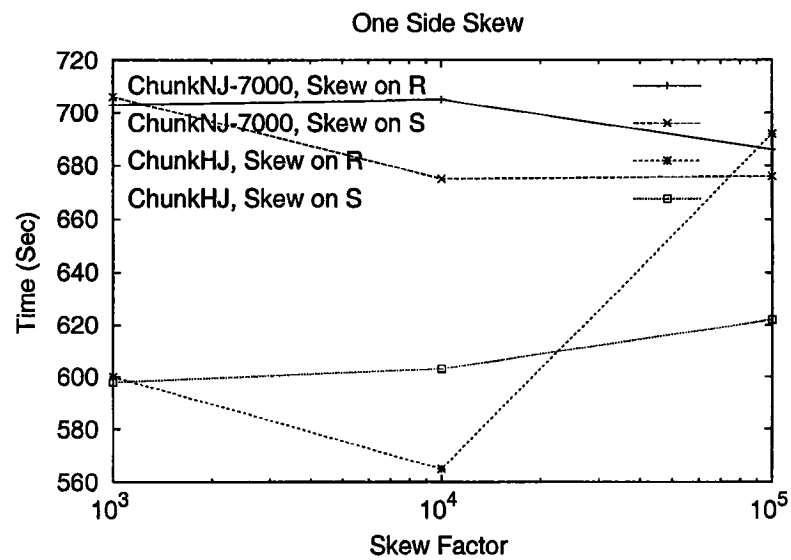 One Side Skew
720
700
680
660
640
620
600
580
560
Time (Sec)
ChunkNJ-7000, Skew on R
ChunkNJ-7000, Skew on S
ChunkHJ, Skew on R
ChunkHJ, Skew on S
10^3 10^4 10^5
Skew Factor